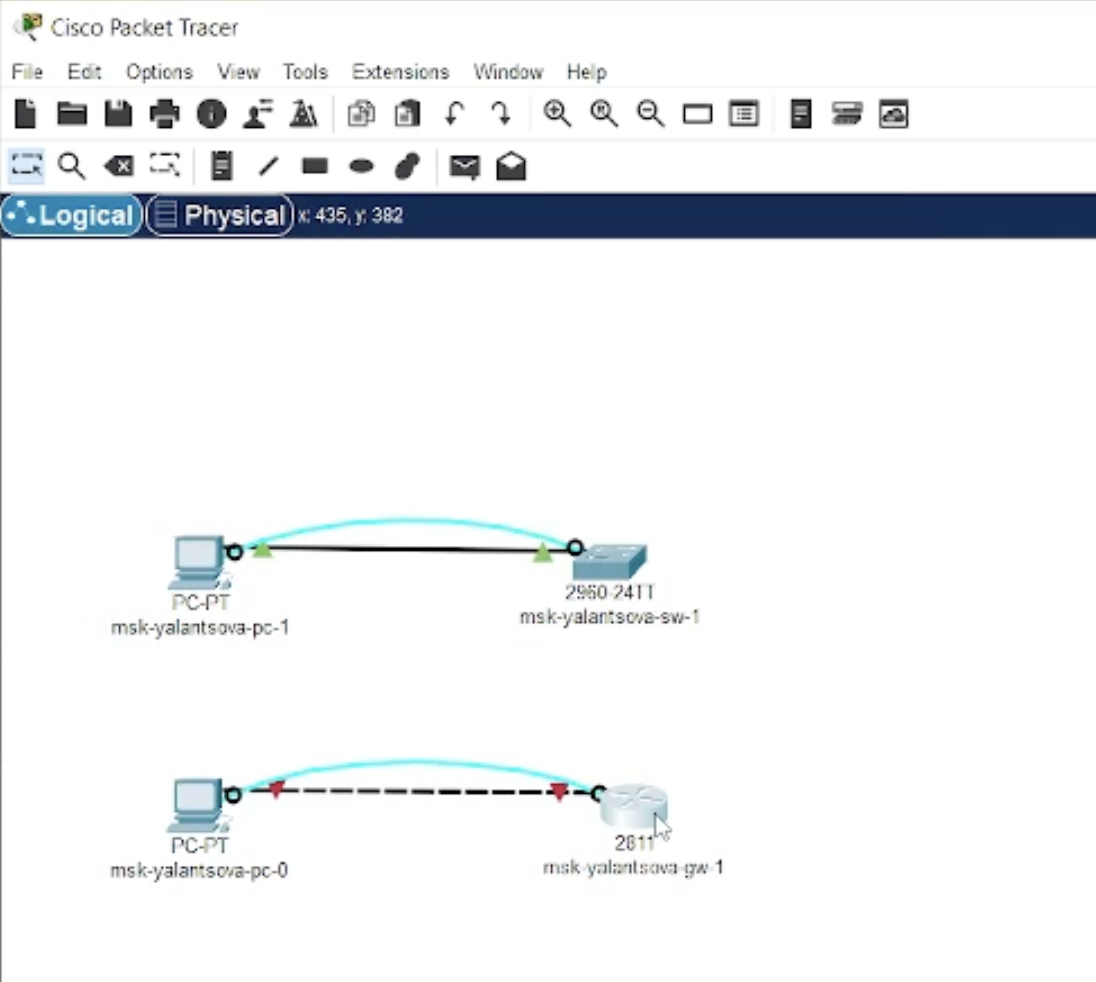 Cisco Packet Tracer
File Edit Options View Tools Extensions Window Help
Logical Physical x: 435, y: 382
PC-PT
msk-yalantsova-pc-1
2960-24TT
msk-yalantsova-sw-1
PC-PT
msk-yalantsova-pc-0
2811
msk-yalantsova-gw-1